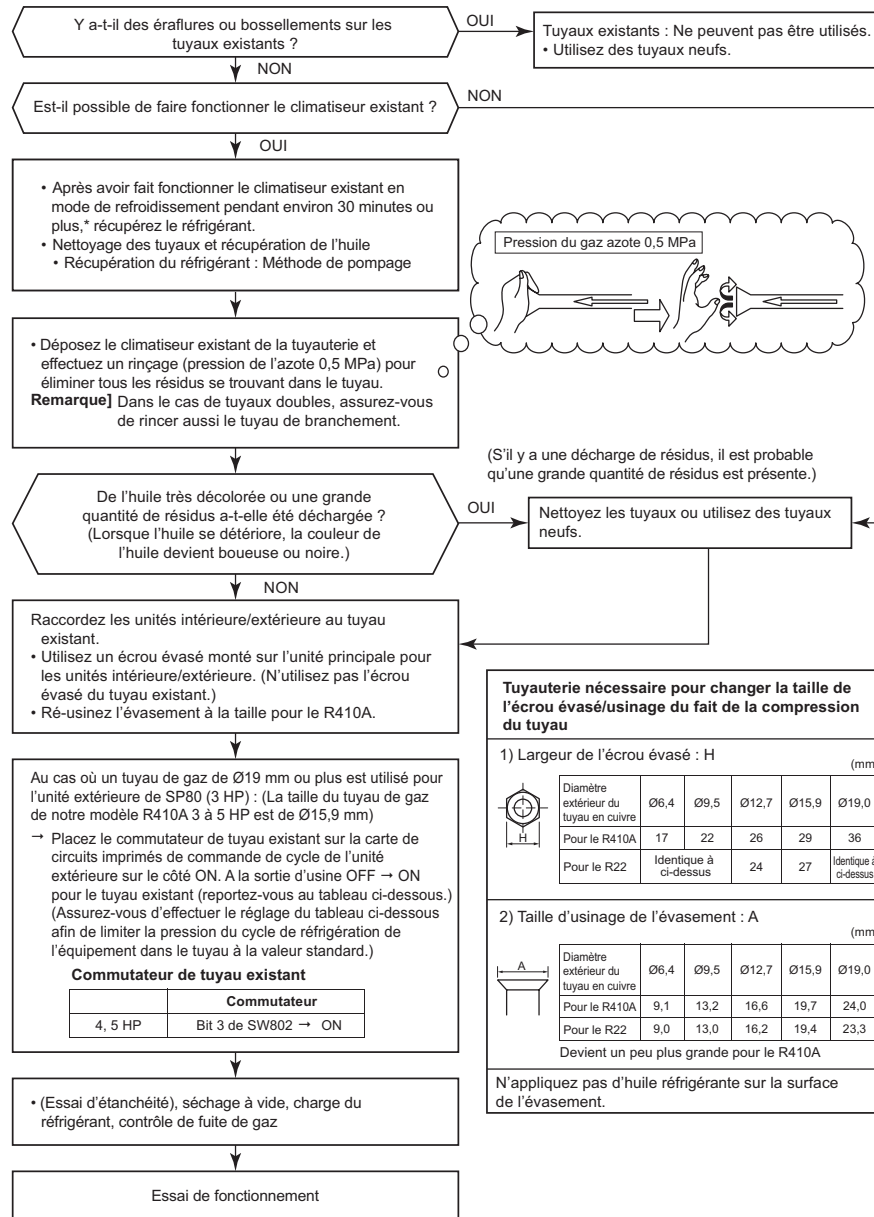 Y a-t-il des éraflures ou bossellements sur les
tuyaux existants ?
OUI
Tuyaux existants : Ne peuvent pas être utilisés.
• Utilisez des tuyaux neufs.
NON
Est-il possible de faire fonctionner le climatiseur existant ?
NON
OUI
• Après avoir fait fonctionner le climatiseur existant en
mode de refroidissement pendant environ 30 minutes ou
plus,* récupérez le réfrigérant.
• Nettoyage des tuyaux et récupération de l’huile
• Récupération du réfrigérant : Méthode de pompage
Pression du gaz azote 0,5 MPa
• Déposez le climatiseur existant de la tuyauterie et
effectuez un rinçage (pression de l’azote 0,5 MPa) pour
éliminer tous les résidus se trouvant dans le tuyau.
Remarque] Dans le cas de tuyaux doubles, assurez-vous
de rincer aussi le tuyau de branchement.
(S’il y a une décharge de résidus, il est probable
qu’une grande quantité de résidus est présente.)
De l’huile très décolorée ou une grande
quantité de résidus a-t-elle été déchargée ?
(Lorsque l’huile se détériore, la couleur de
l’huile devient boueuse ou noire.)
OUI
Nettoyez les tuyaux ou utilisez des tuyaux
neufs.
NON
Raccordez les unités intérieure/extérieure au tuyau
existant.
• Utilisez un écrou évasé monté sur l’unité principale pour
les unités intérieure/extérieure. (N’utilisez pas l’écrou
évasé du tuyau existant.)
• Ré-usinez l’évasement à la taille pour le R410A.
Au cas où un tuyau de gaz de Ø19 mm ou plus est utilisé pour
l’unité extérieure de SP80 (3 HP) : (La taille du tuyau de gaz
de notre modèle R410A 3 à 5 HP est de Ø15,9 mm)
→ Placez le commutateur de tuyau existant sur la carte de
circuits imprimés de commande de cycle de l’unité
extérieure sur le côté ON. A la sortie d’usine OFF → ON
pour le tuyau existant (reportez-vous au tableau ci-dessous.)
(Assurez-vous d’effectuer le réglage du tableau ci-dessous
afin de limiter la pression du cycle de réfrigération de
l’équipement dans le tuyau à la valeur standard.)
Commutateur de tuyau existant
Commutateur
4, 5 HP Bit 3 de SW802 → ON
• (Essai d’étanchéité), séchage à vide, charge du
réfrigérant, contrôle de fuite de gaz
Essai de fonctionnement
Tuyauterie nécessaire pour changer la taille de
l’écrou évasé/usinage du fait de la compression
du tuyau
1) Largeur de l’écrou évasé : H
(mm
H
Diamètre
extérieur du
tuyau en cuivre
Ø6,4 Ø9,5 Ø12,7 Ø15,9 Ø19,0
Pour le R410A 17 22 26 29 36
Pour le R22 Identique à
ci-dessus
24 27 Identique à
ci-dessus
2) Taille d’usinage de l’évasement : A
(mm
A
Diamètre
extérieur du
tuyau en cuivre
Ø6,4 Ø9,5 Ø12,7 Ø15,9 Ø19,0
Pour le R410A 9,1 13,2 16,6 19,7 24,0
Pour le R22 9,0 13,0 16,2 19,4 23,3
Devient un peu plus grande pour le R410A
N’appliquez pas d’huile réfrigérante sur la surface
de l’évasement.